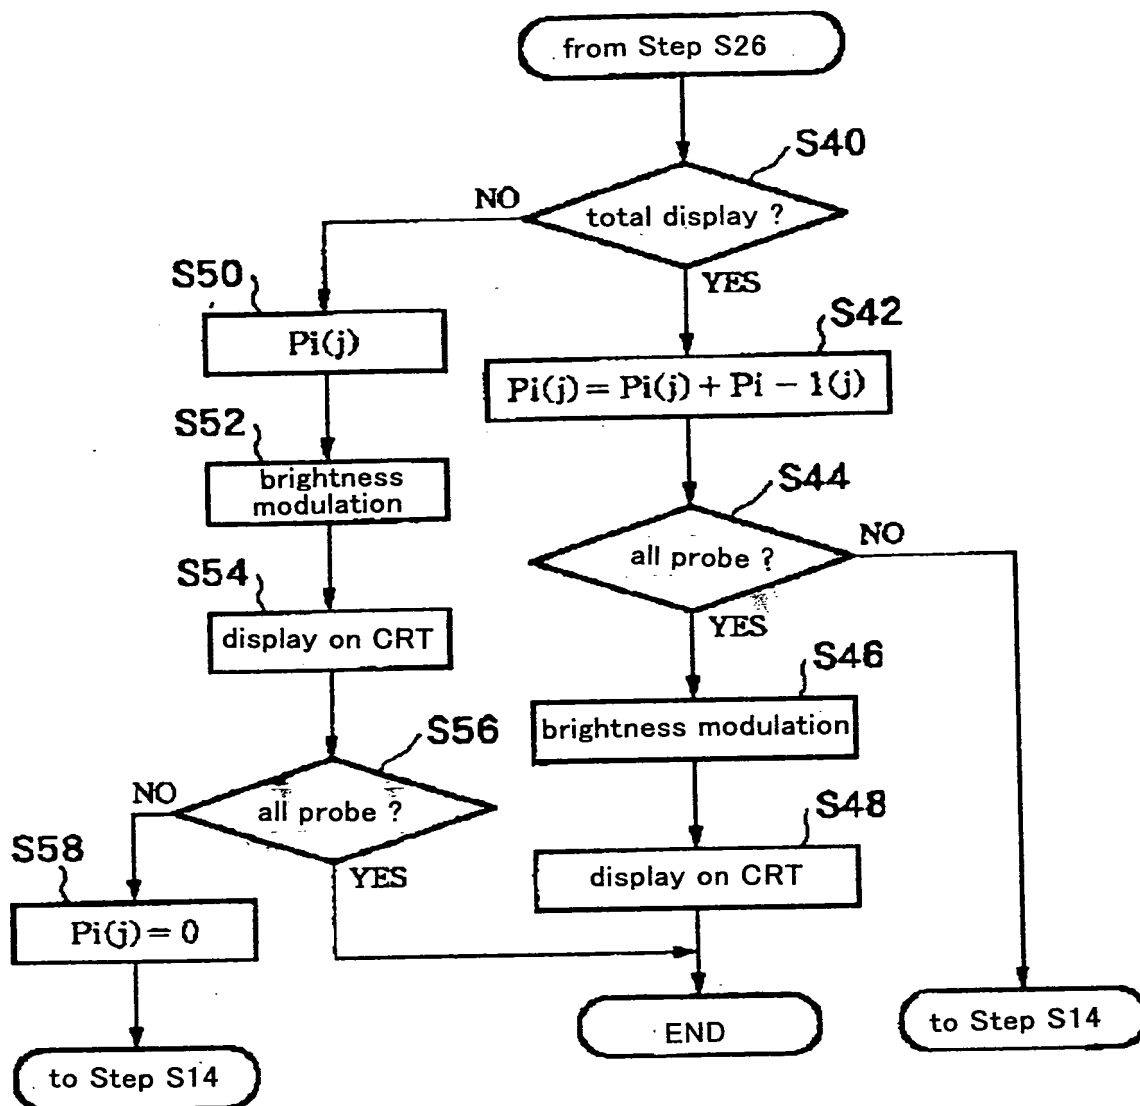 from Step S26
S40
NO
total display ?
YES
S50
Pi(j)
S42
Pi(j) = Pi(j) + Pi − 1(j)
S52
brightness
modulation
S44
all probe ?
NO
YES
S54
display on CRT
S46
brightness modulation
S56
all probe ?
NO
YES
S48
display on CRT
S58
Pi(j) = 0
END
to Step S14
to Step S14